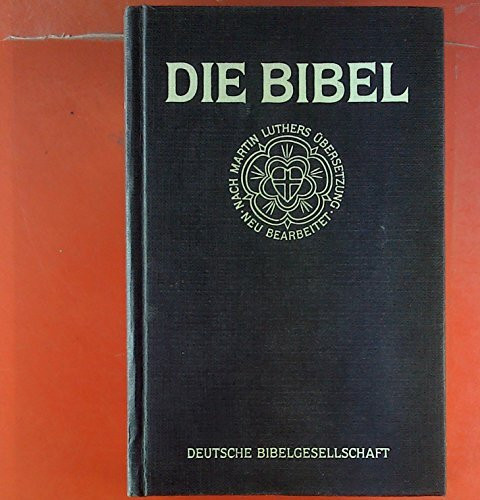 DIE BIBEL
NACH MARTIN LUTHERS ÜBERSETZUNG
· NEU BEARBEITET ·
DEUTSCHE BIBELGESELLSCHAFT